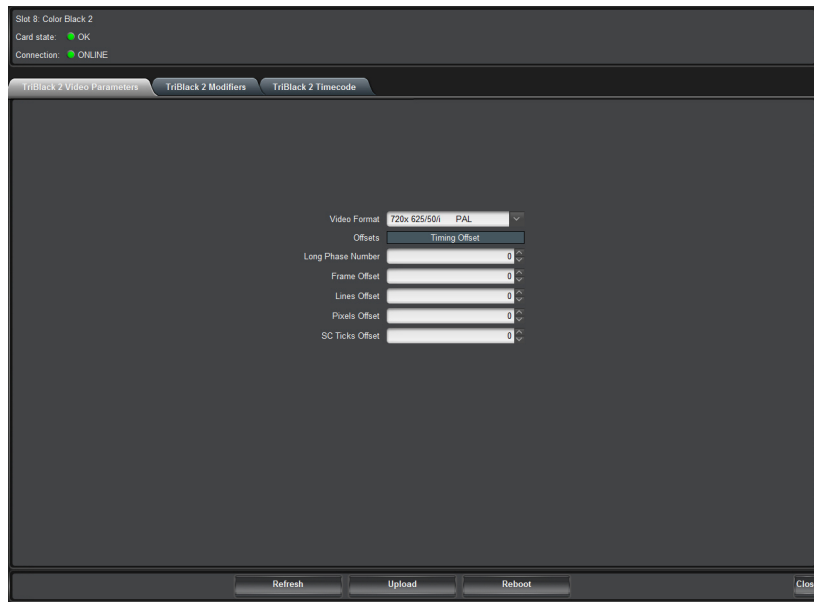 Slot 8: Color Black 2
Card state: OK
Connection: ONLINE
TriBlack 2 Video Parameters TriBlack 2 Modifiers TriBlack 2 Timecode
Video Format 720x 625/50/i PAL
Offsets Timing Offset
Long Phase Number 0
Frame Offset 0
Lines Offset 0
Pixels Offset 0
SC Ticks Offset 0
Refresh Upload Reboot Clos